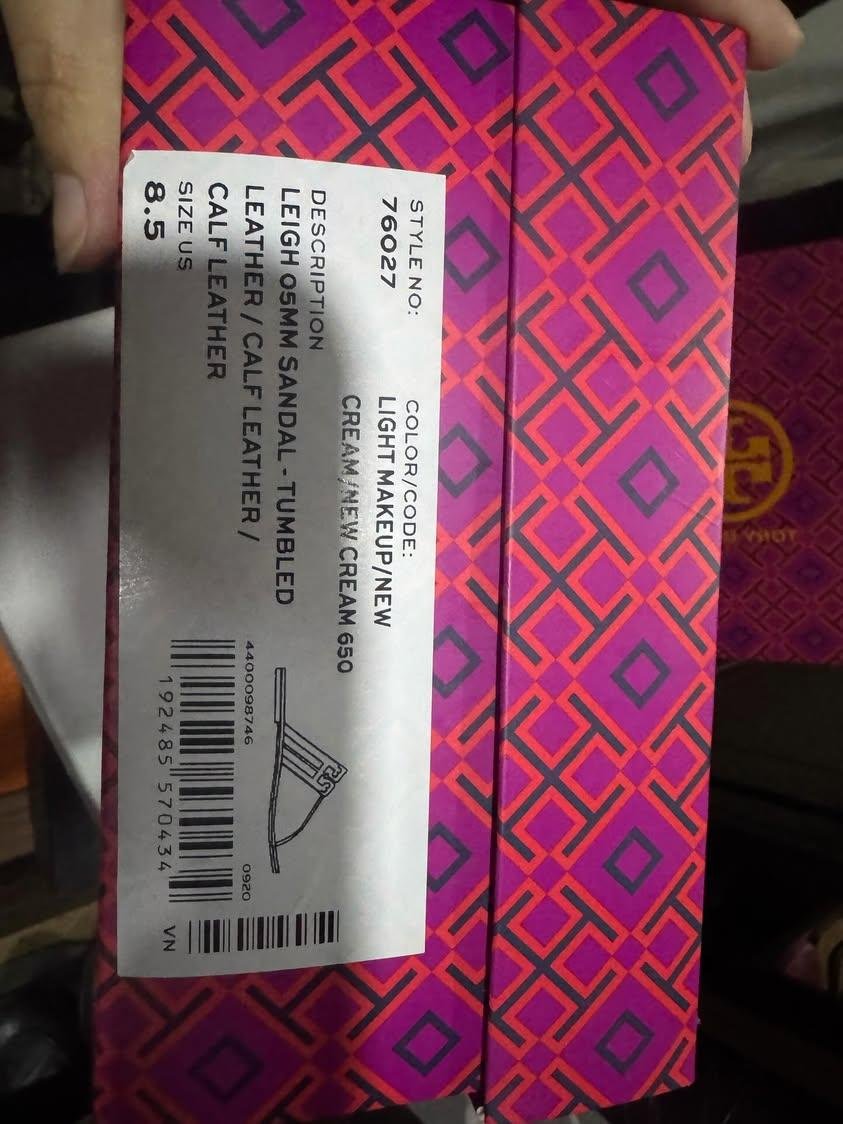 STYLE NO:
76027
COLOR/CODE:
LIGHT MAKEUP/NEW
CREAM/NEW CREAM 650
DESCRIPTION
LEIGH 05MM SANDAL - TUMBLED
LEATHER / CALF LEATHER /
CALF LEATHER
SIZE US
8.5
4400098746
0920
192485 570434
VN
TORY